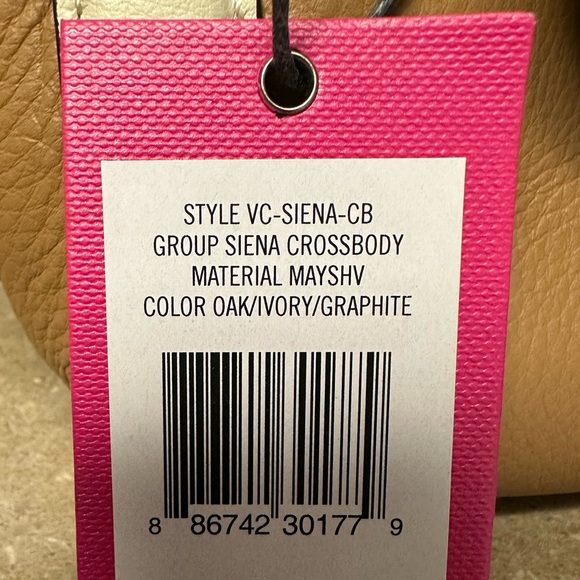 STYLE VC-SIENA-CB
GROUP SIENA CROSSBODY
MATERIAL MAYSHV
COLOR OAK/IVORY/GRAPHITE
8 86742 30177 9